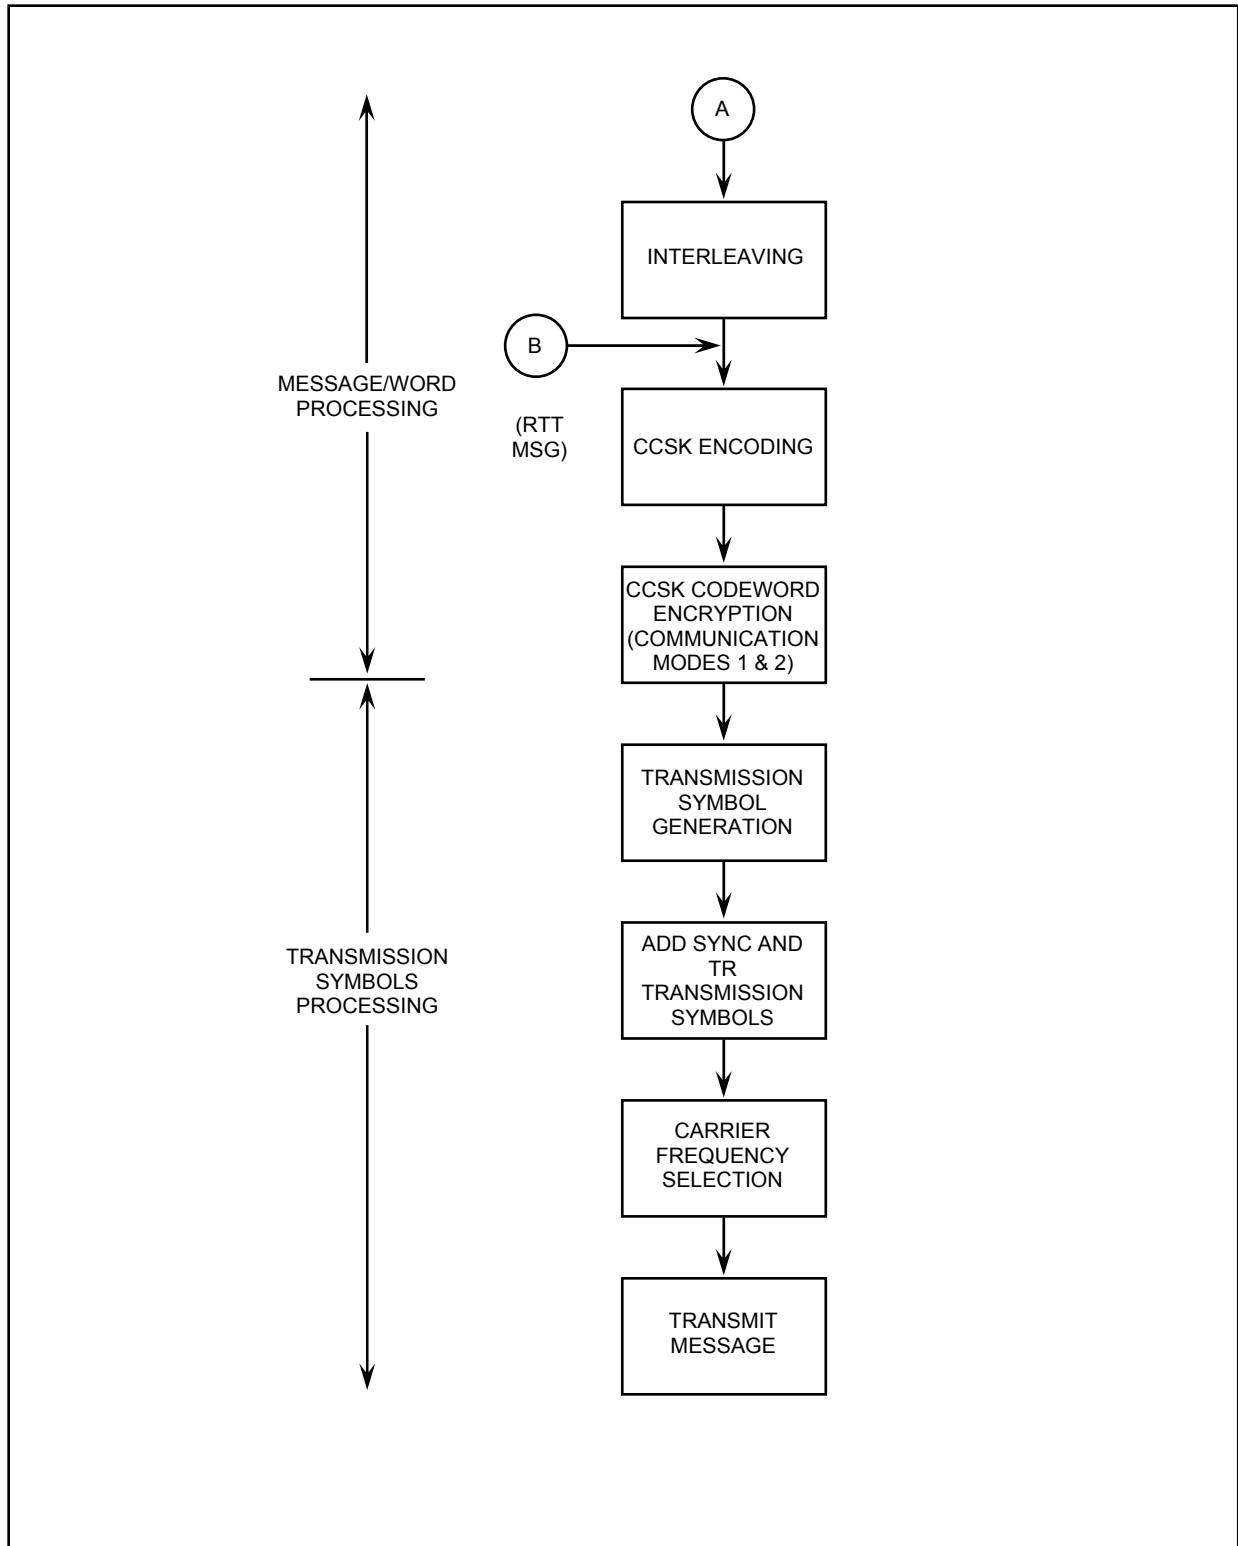 A
INTERLEAVING
B
(RTT
MSG)
MESSAGE/WORD
PROCESSING
CCSK ENCODING
CCSK CODEWORD
ENCRYPTION
(COMMUNICATION
MODES 1 & 2)
TRANSMISSION
SYMBOL
GENERATION
TRANSMISSION
SYMBOLS
PROCESSING
ADD SYNC AND
TR
TRANSMISSION
SYMBOLS
CARRIER
FREQUENCY
SELECTION
TRANSMIT
MESSAGE